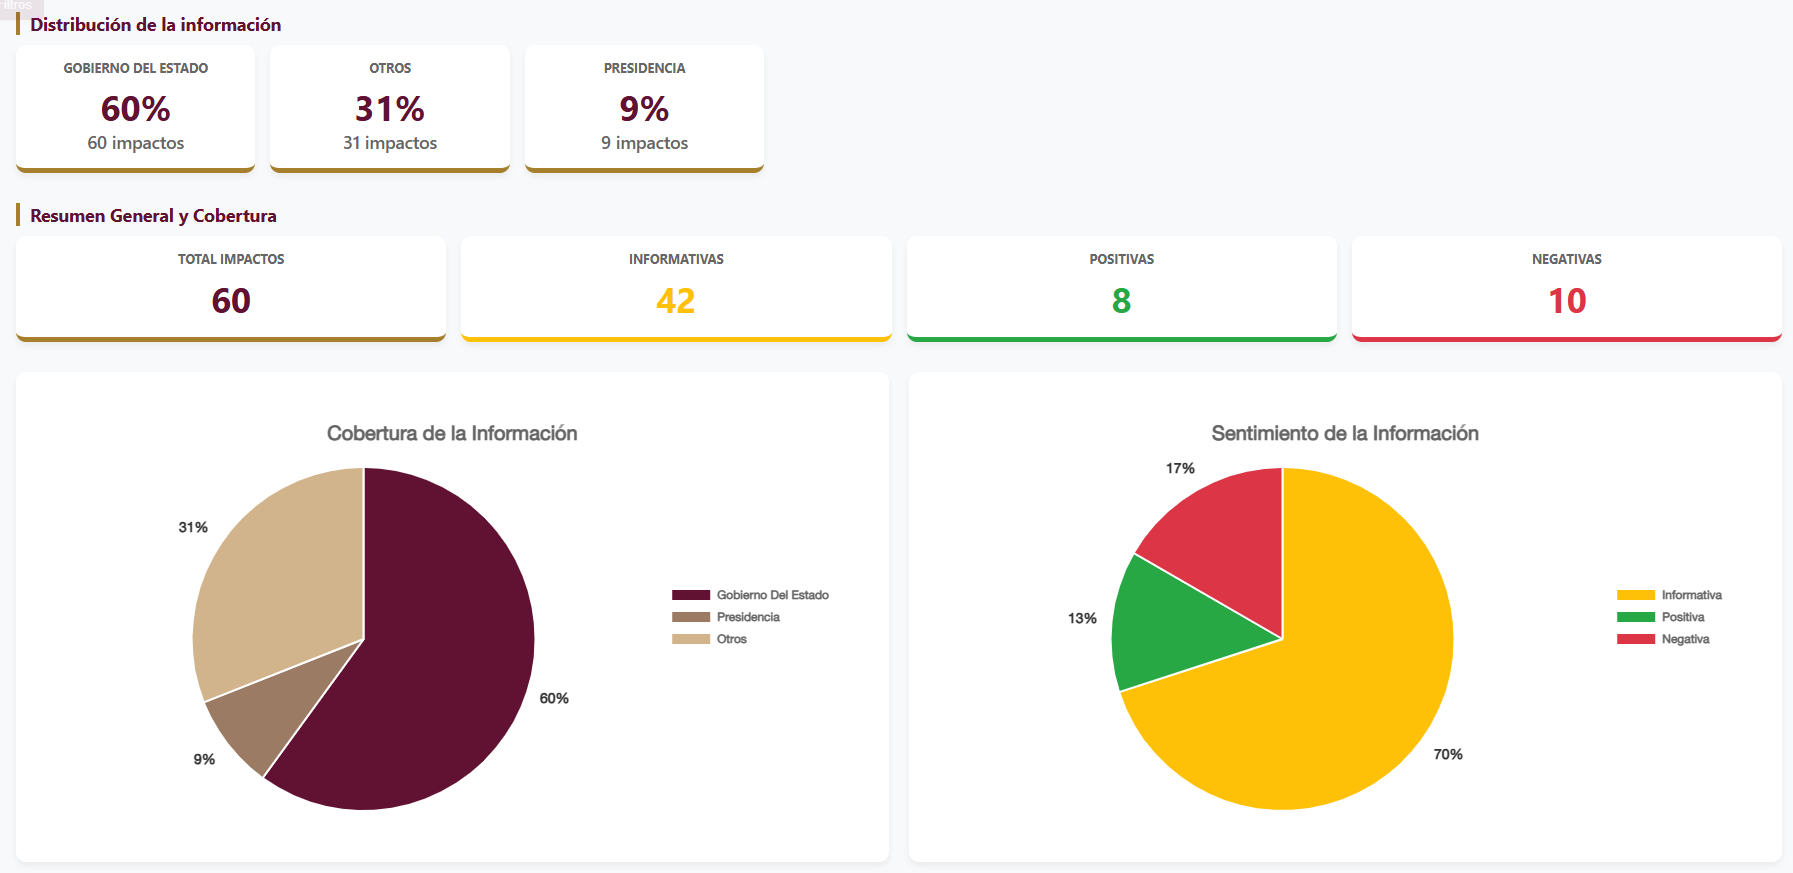 Filtros
Distribución de la información
GOBIERNO DEL ESTADO
60%
60 impactos
OTROS
31%
31 impactos
PRESIDENCIA
9%
9 impactos
Resumen General y Cobertura
TOTAL IMPACTOS
60
INFORMATIVAS
42
POSITIVAS
8
NEGATIVAS
10
Cobertura de la Información
31%
9%
60%
Gobierno Del Estado
Presidencia
Otros
Sentimiento de la Información
17%
13%
70%
Informativa
Positiva
Negativa